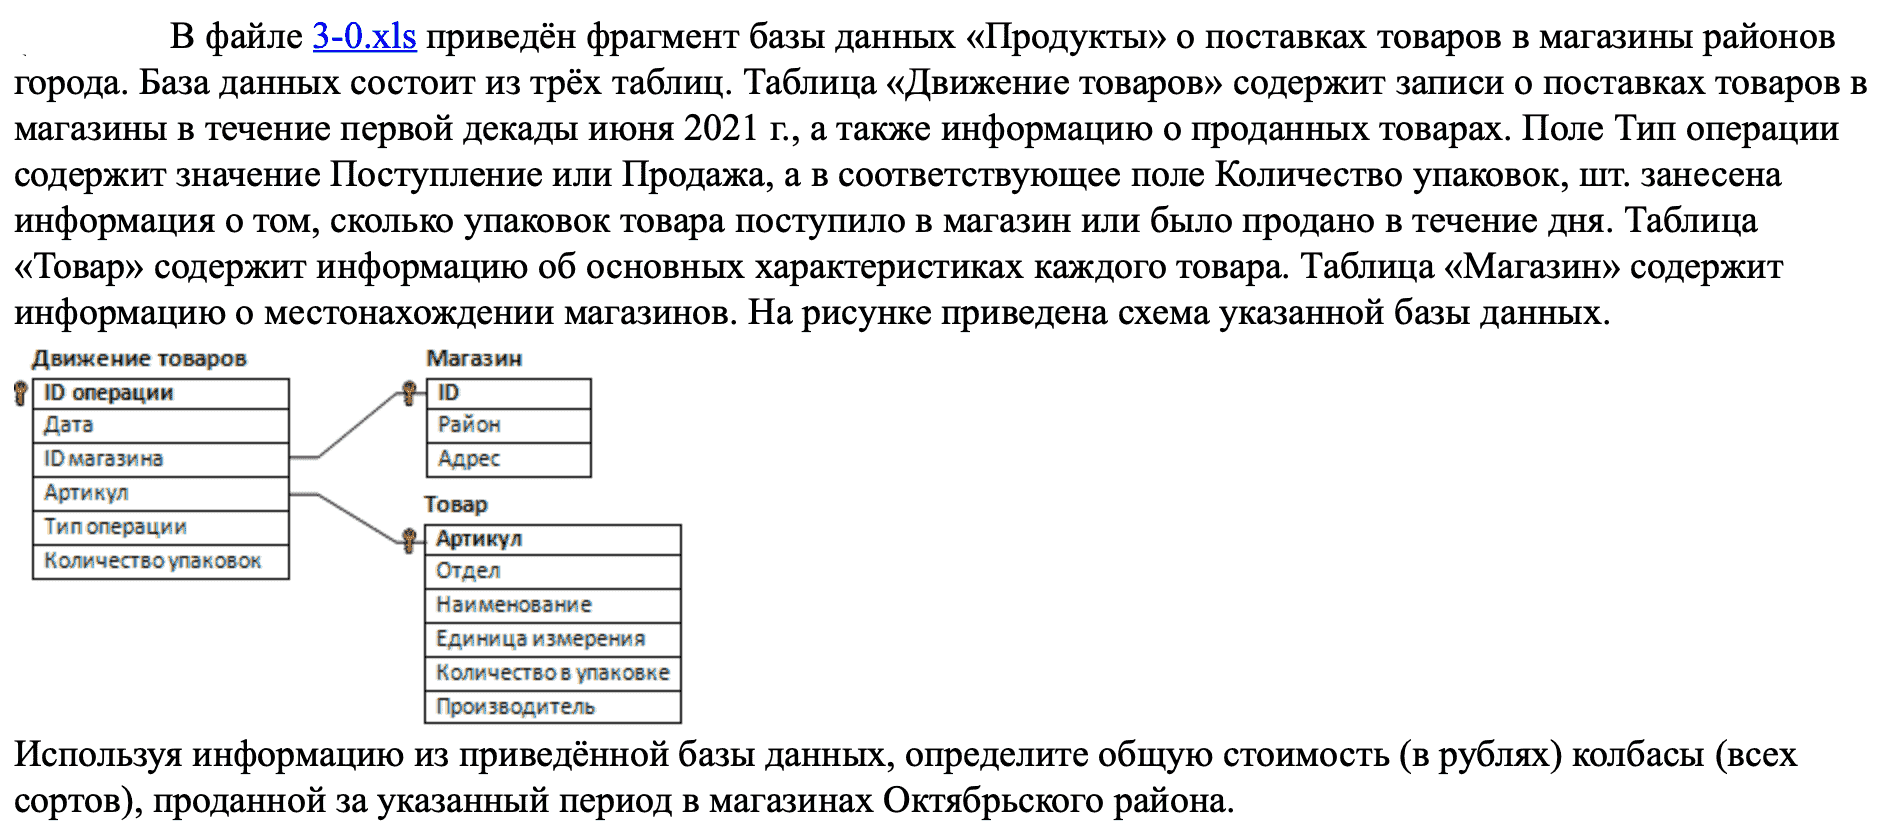 В файле 3-0.xls приведён фрагмент базы данных «Продукты» о поставках товаров в магазины районов
города. База данных состоит из трёх таблиц. Таблица «Движение товаров» содержит записи о поставках товаров в
магазины в течение первой декады июня 2021 г., а также информацию о проданных товарах. Поле Тип операции
содержит значение Поступление или Продажа, а в соответствующее поле Количество упаковок, шт. занесена
информация о том, сколько упаковок товара поступило в магазин или было продано в течение дня. Таблица
«Товар» содержит информацию об основных характеристиках каждого товара. Таблица «Магазин» содержит
информацию о местонахождении магазинов. На рисунке приведена схема указанной базы данных.
Движение товаров
ID операции
Дата
ID магазина
Артикул
Тип операции
Количество упаковок
Магазин
ID
Район
Адрес
Товар
Артикул
Отдел
Наименование
Единица измерения
Количество в упаковке
Производитель
Используя информацию из приведённой базы данных, определите общую стоимость (в рублях) колбасы (всех
сортов), проданной за указанный период в магазинах Октябрьского района.